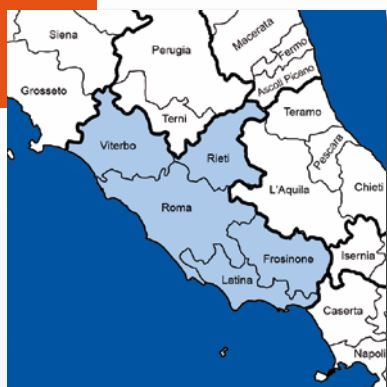 Siena
Perugia
Macerata
Fermo
Ascoli Piceno
Grosseto
Terni
Teramo
Viterbo
Rieti
Pescara
L'Aquila
Chieti
Roma
Frosinone
Isernia
Latina
Caserta
Napoli